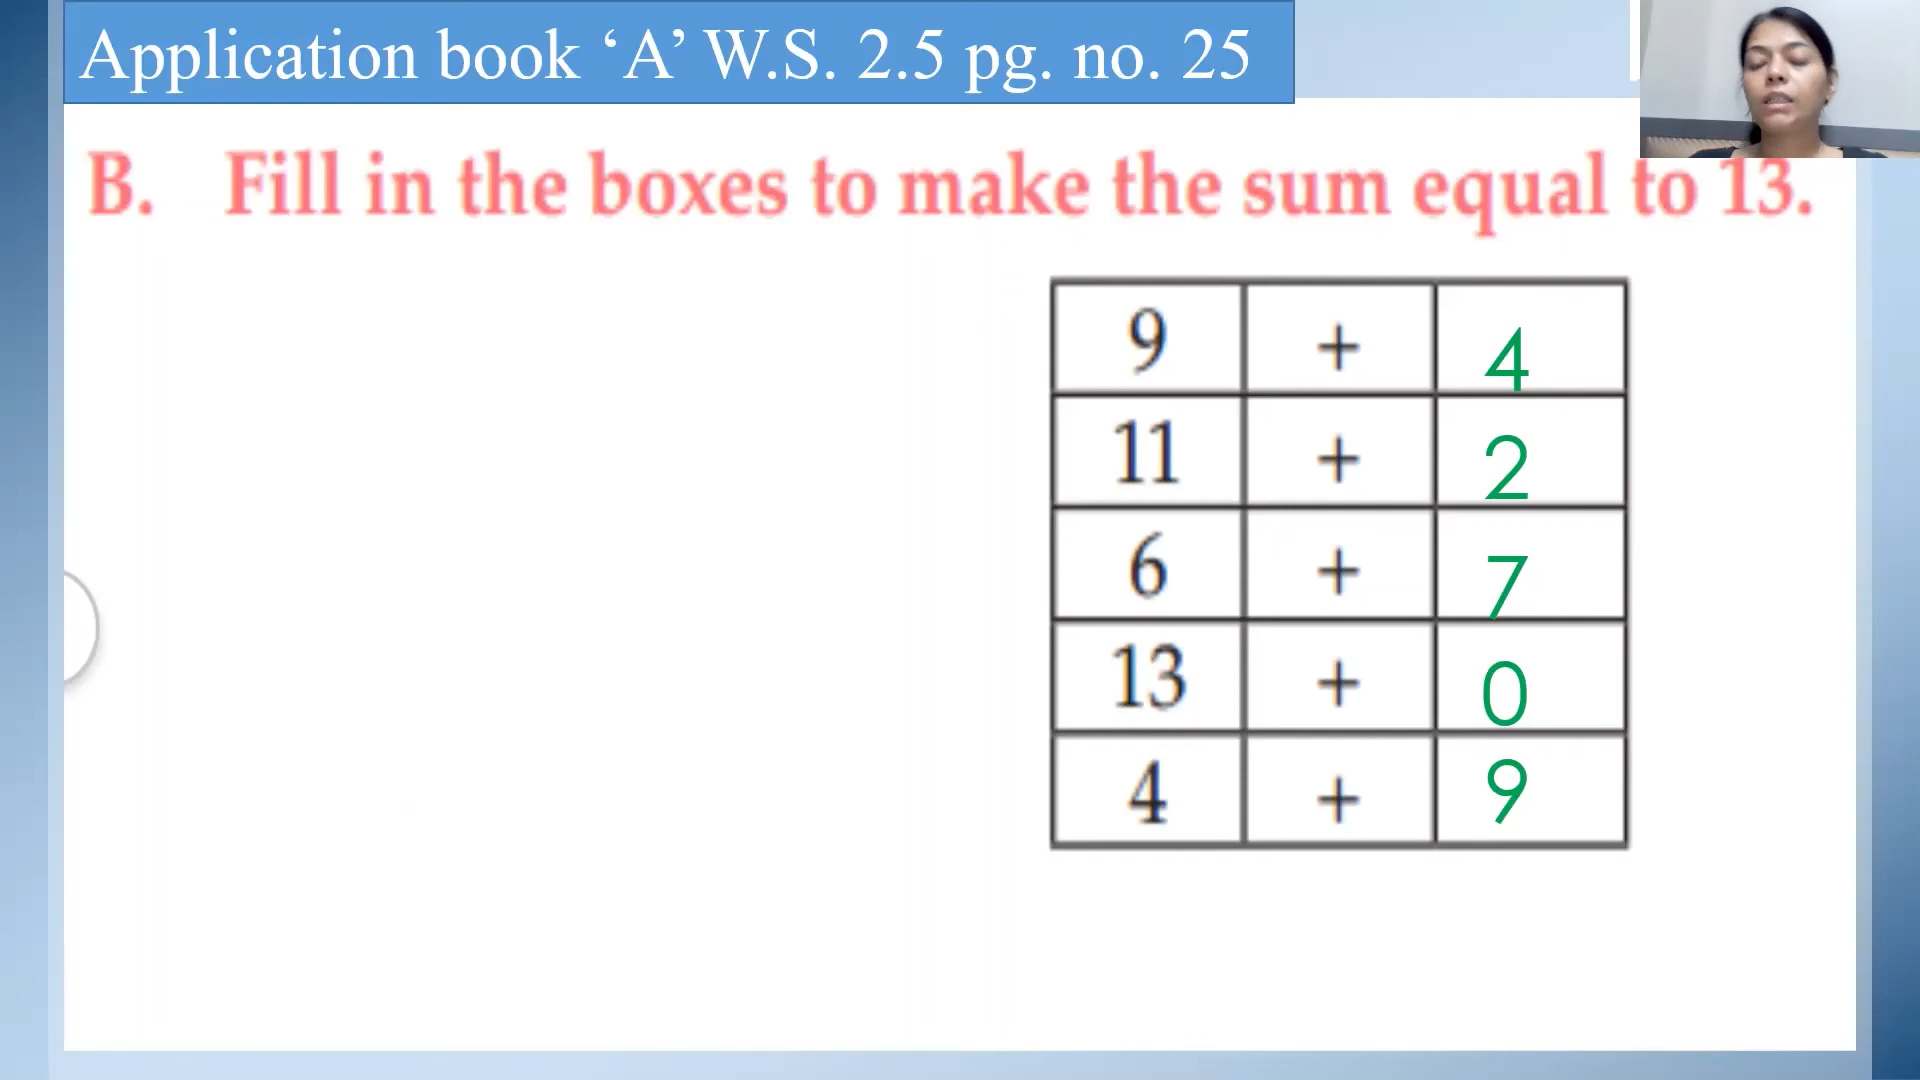 Application book ‘A’ W.S. 2.5 pg. no. 25
B. Fill in the boxes to make the sum equal to 13.
9 + 4
11 + 2
6 + 7
13 + 0
4 + 9